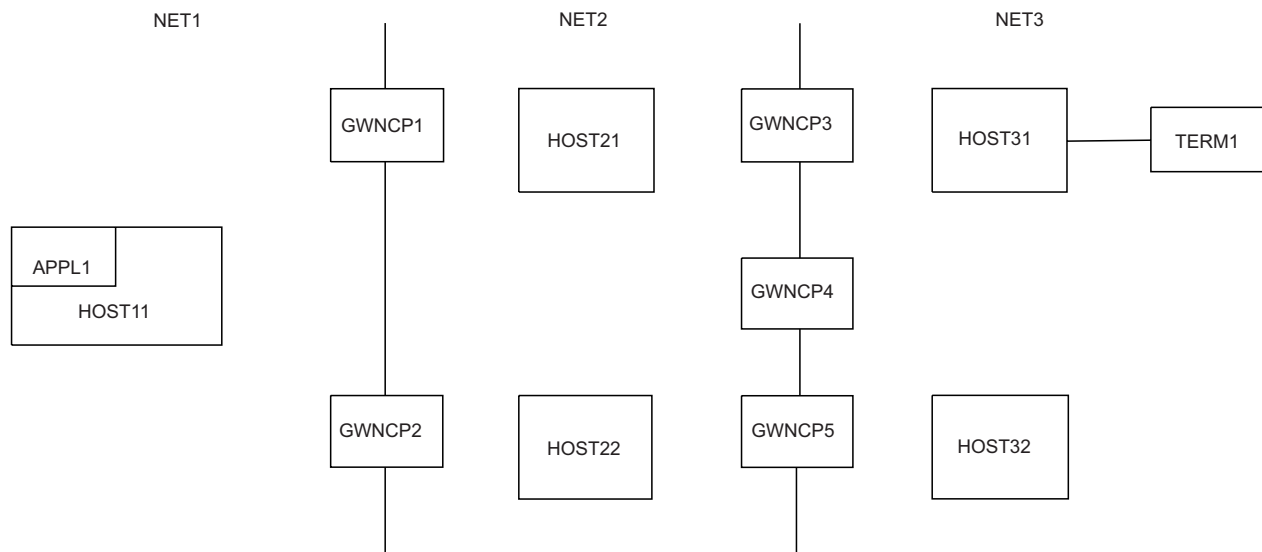 NET1
NET2
NET3
GWNCP1
HOST21
GWNCP3
HOST31
TERM1
APPL1
HOST11
GWNCP4
GWNCP2
HOST22
GWNCP5
HOST32